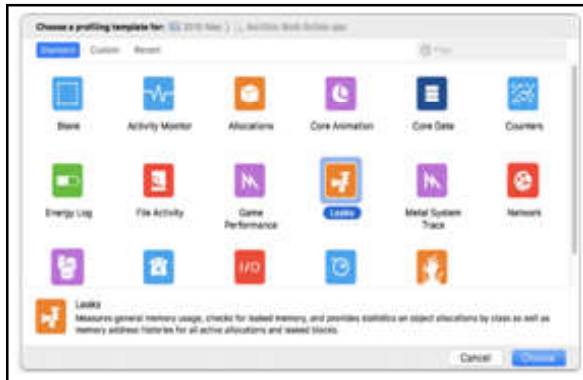 Choose a profiling template for:
Standard Custom Recent Filter
Blank Activity Monitor Allocations Core Animation Core Data Counters
Energy Log File Activity Game Performance Leaks Metal System Trace Network
I/O
Leaks
Measures general memory usage, checks for leaked memory, and provides statistics on object allocations by class as well as
memory address histories for all active allocations and leaked blocks.
Cancel Choose